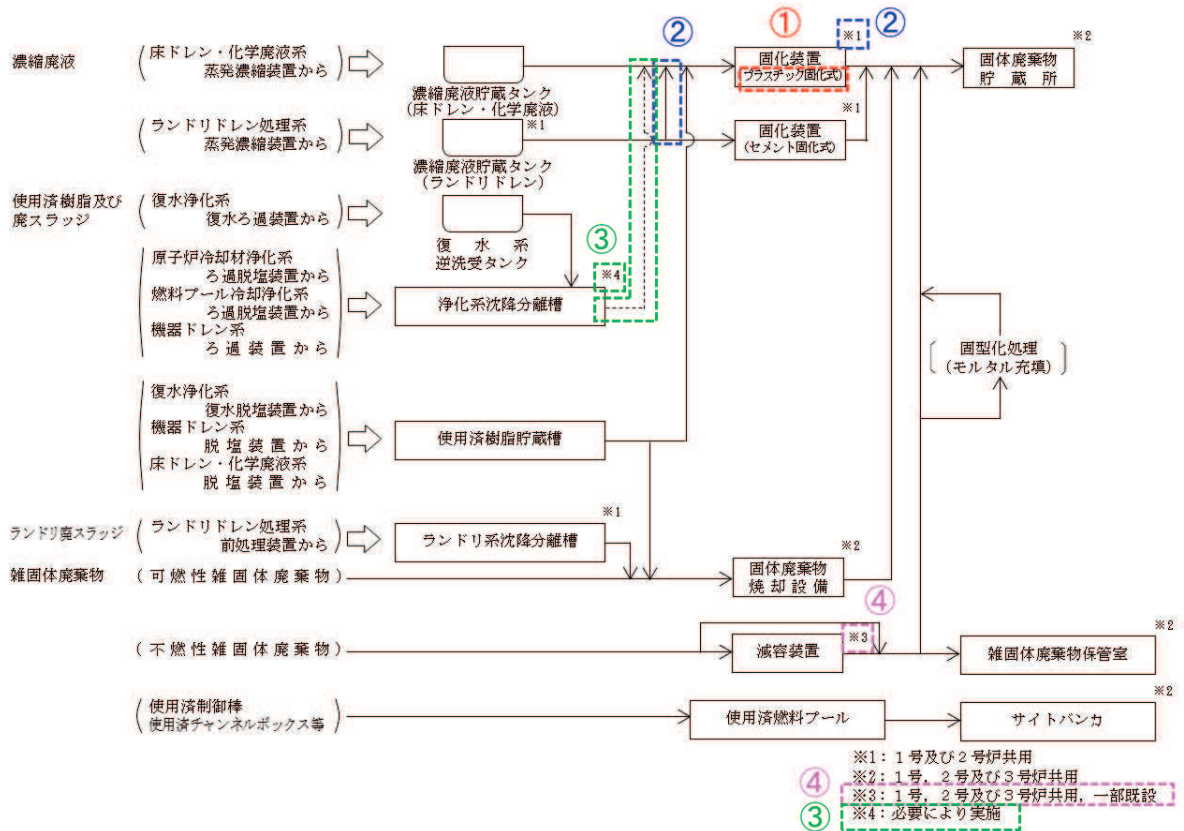 ①
②
②
※1
※2
濃縮廃液
床ドレン・化学廃液系
蒸発濃縮装置から
濃縮廃液貯蔵タンク
(床ドレン・化学廃液)
固化装置
(プラスチック固化式)
固体廃棄物
貯蔵所
ランドリドレン処理系
蒸発濃縮装置から
※1
濃縮廃液貯蔵タンク
(ランドリドレン)
※1
固化装置
(セメント固化式)
使用済樹脂及び
廃スラッジ
復水浄化系
復水ろ過装置から
復水系
逆洗受タンク
③
※4
原子炉冷却材浄化系
ろ過脱塩装置から
燃料プール冷却浄化系
ろ過脱塩装置から
機器ドレン系
ろ過装置から
浄化系沈降分離槽
固型化処理
(モルタル充填)
復水浄化系
復水脱塩装置から
機器ドレン系
脱塩装置から
床ドレン・化学廃液系
脱塩装置から
使用済樹脂貯蔵槽
ランドリ廃スラッジ
ランドリドレン処理系
前処理装置から
※1
ランドリ系沈降分離槽
雑固体廃棄物
(可燃性雑固体廃棄物)
※2
固体廃棄物
焼却設備
④
(不燃性雑固体廃棄物)
減容装置
※3
※2
雑固体廃棄物保管室
使用済制御棒
使用済チャンネルボックス等
使用済燃料プール
※2
サイトバンカ
※1：1号及び2号炉共用
※2：1号，2号及び3号炉共用
④
※3：1号，2号及び3号炉共用，一部既設
③
※4：必要により実施